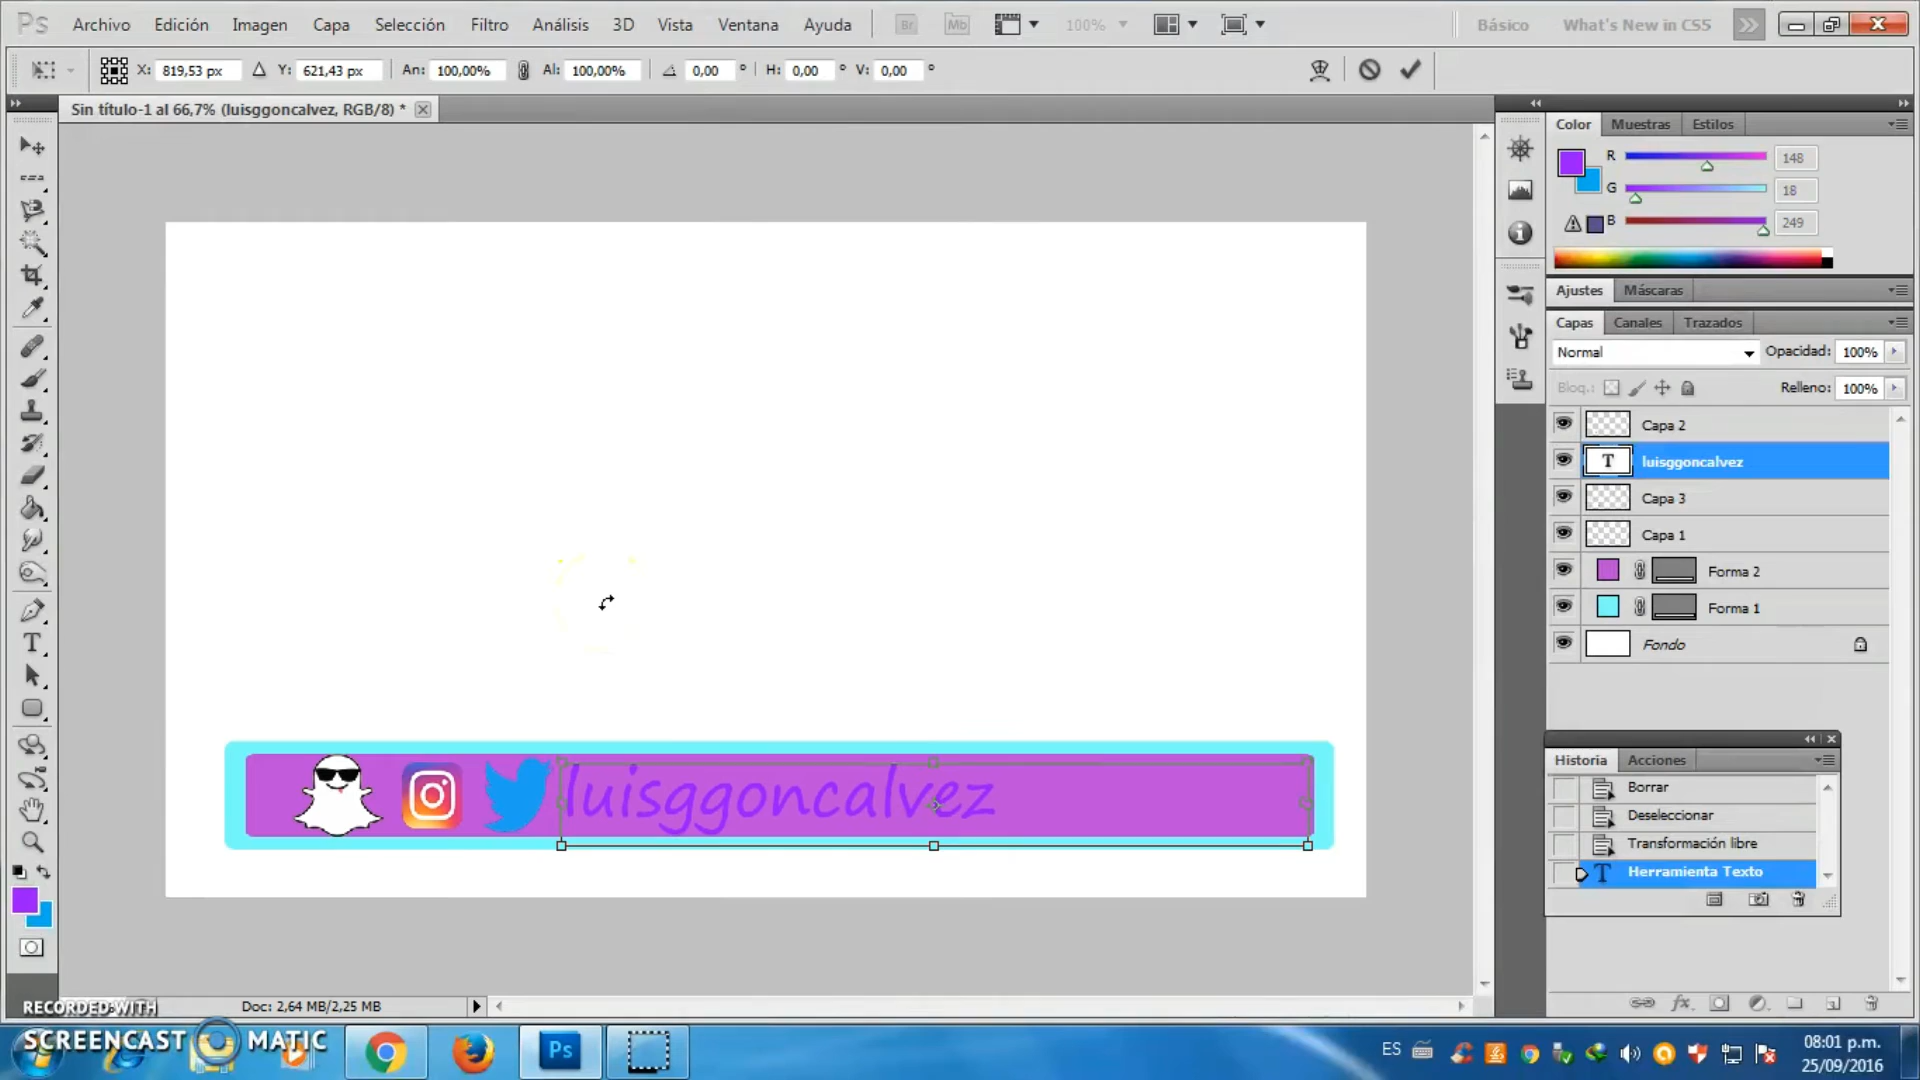 Ps Archivo Edición Imagen Capa Selección Filtro Análisis 3D Vista Ventana Ayuda Br Mb 100% Básico What's New in CS5
X: 819,53 px Y: 621,43 px An: 100,00% Al: 100,00% 0,00 ° H: 0,00 ° V: 0,00 °
Sin título-1 al 66,7% (luisggoncalvez, RGB/8) *
Color Muestras Estilos
R 148
G 18
B 249
Ajustes Máscaras
Capas Canales Trazados
Normal Opacidad: 100%
Bloq.: Relleno: 100%
Capa 2
T luisggoncalvez
Capa 3
Capa 1
Forma 2
Forma 1
Fondo
luisggoncalvez
Historia Acciones
Borrar
Deseleccionar
Transformación libre
T Herramienta Texto
Doc: 2,64 MB/2,25 MB
RECORDED WITH
SCREENCAST MATIC
Ps
ES
08:01 p.m.
25/09/2016